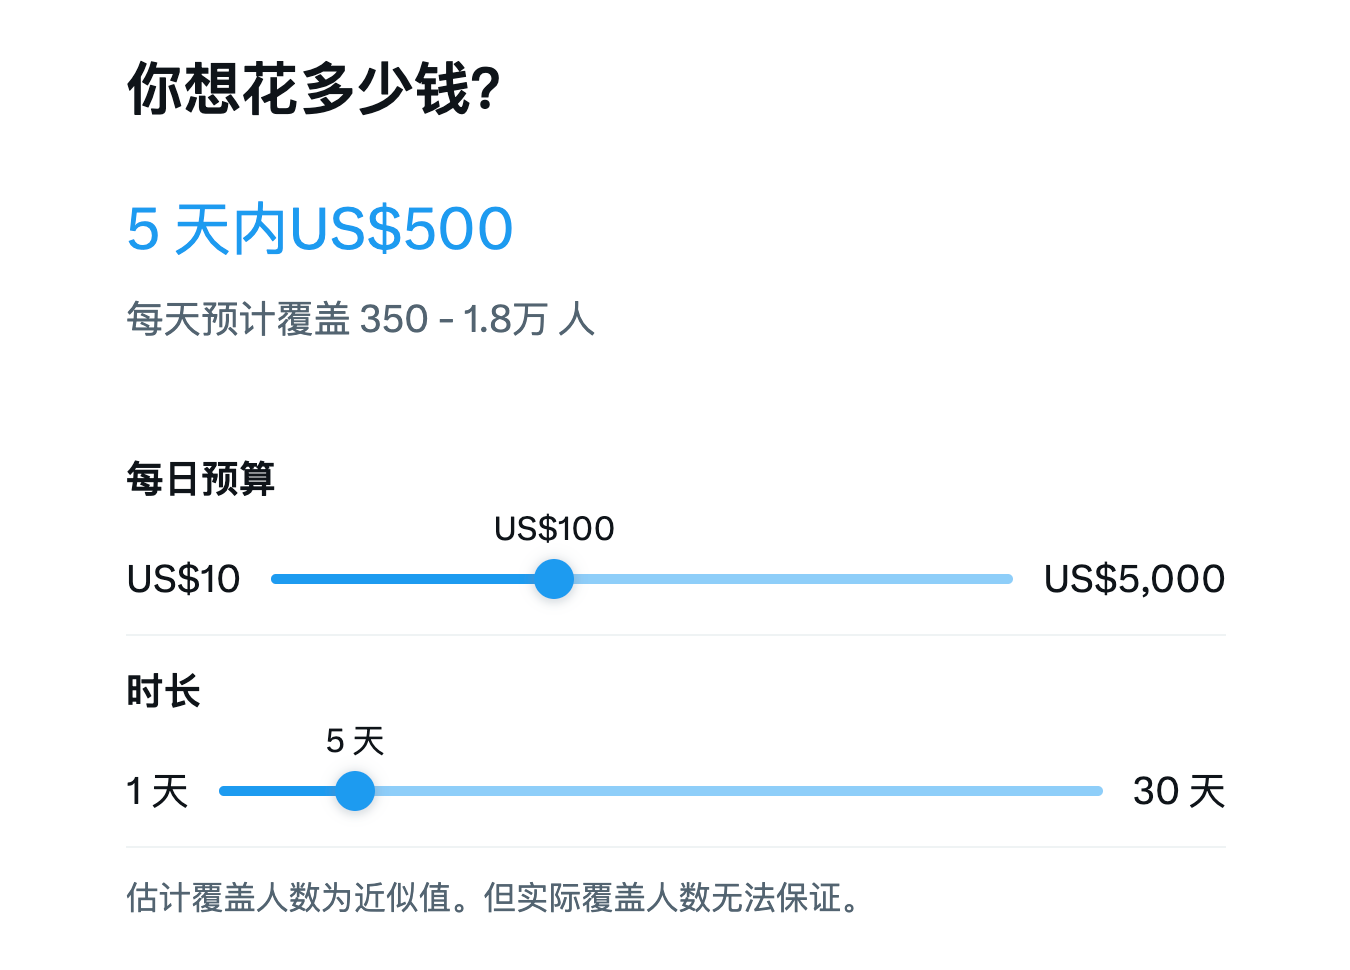 你想花多少钱?
5 天内US$500
每天预计覆盖 350 - 1.8万 人
每日预算
US$100
US$10 US$5,000
时长
5 天
1 天 30 天
估计覆盖人数为近似值。但实际覆盖人数无法保证。